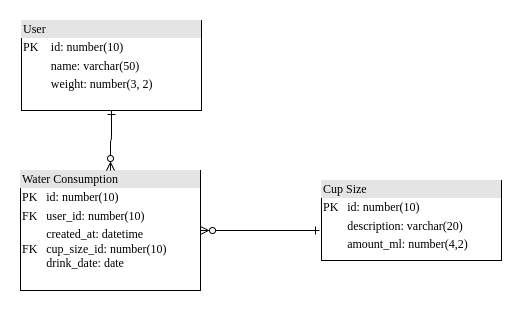 User
PK id: number(10)
name: varchar(50)
weight: number(3, 2)
Water Consumption
PK id: number(10)
FK user_id: number(10)
created_at: datetime
FK cup_size_id: number(10)
drink_date: date
Cup Size
PK id: number(10)
description: varchar(20)
amount_ml: number(4,2)